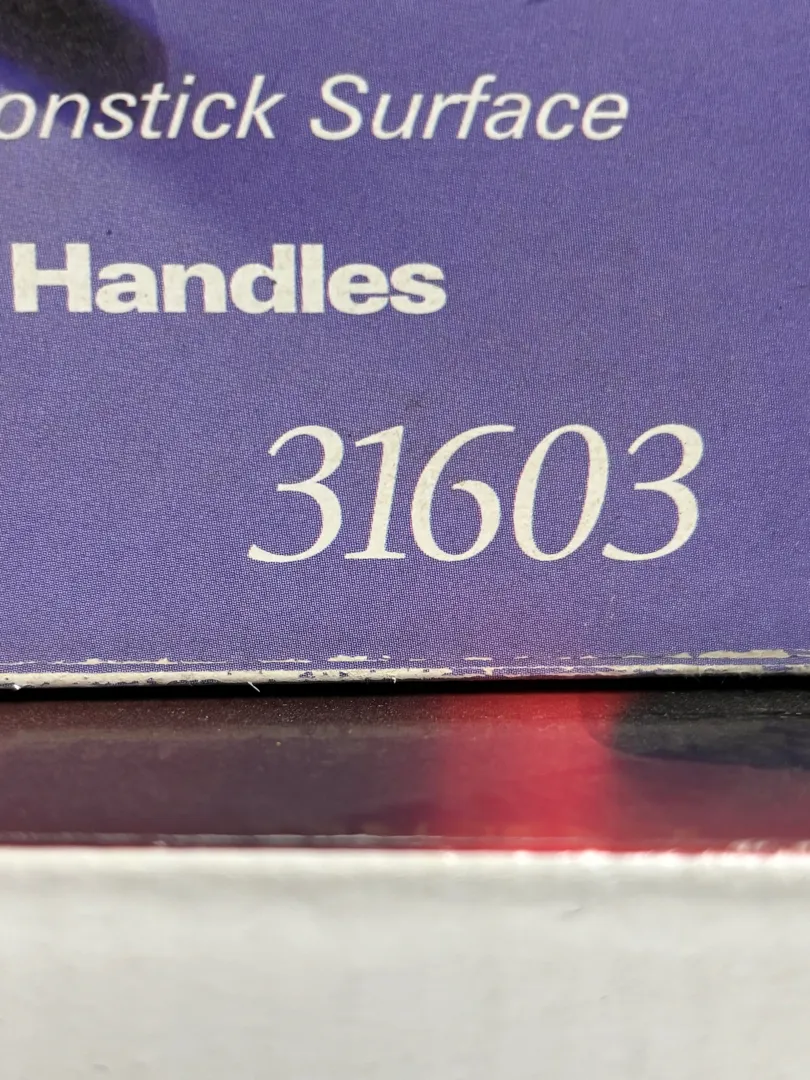 onstick Surface
Handles
31603